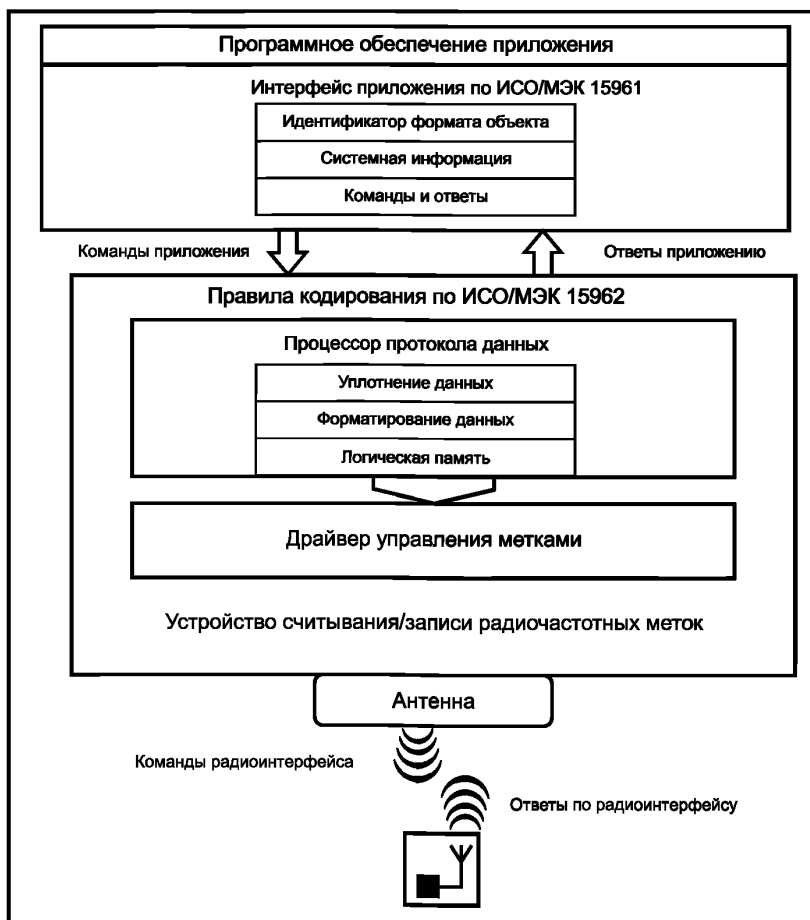 Программное обеспечение приложения
Интерфейс приложения по ИСО/МЭК 15961
Идентификатор формата объекта
Системная информация
Команды и ответы
Команды приложения
Ответы приложению
Правила кодирования по ИСО/МЭК 15962
Процессор протокола данных
Уплотнение данных
Форматирование данных
Логическая память
Драйвер управления метками
Устройство считывания/записи радиочастотных меток
Антенна
Команды радиоинтерфейса
Ответы по радиоинтерфейсу